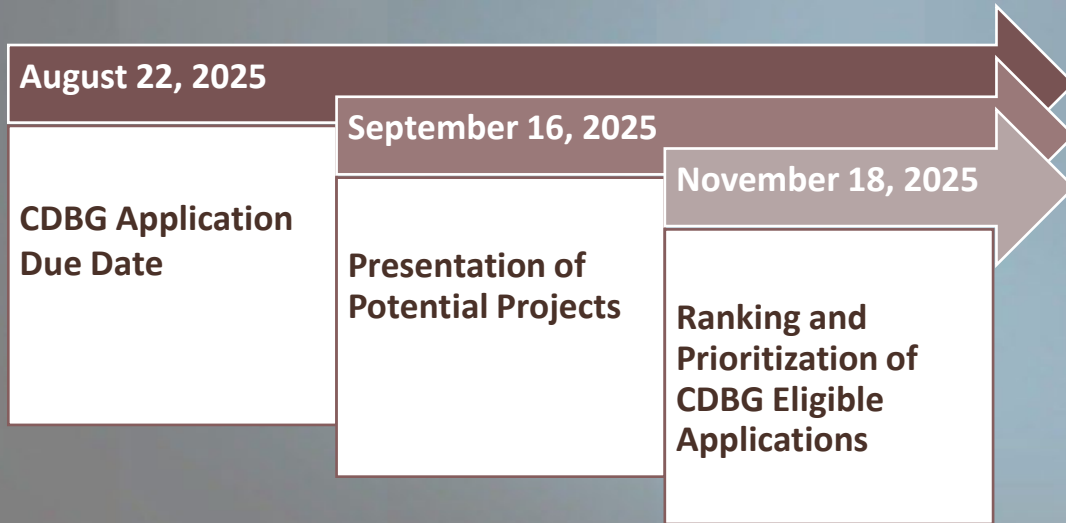 August 22, 2025
CDBG Application
Due Date
September 16, 2025
Presentation of
Potential Projects
November 18, 2025
Ranking and
Prioritization of
CDBG Eligible
Applications